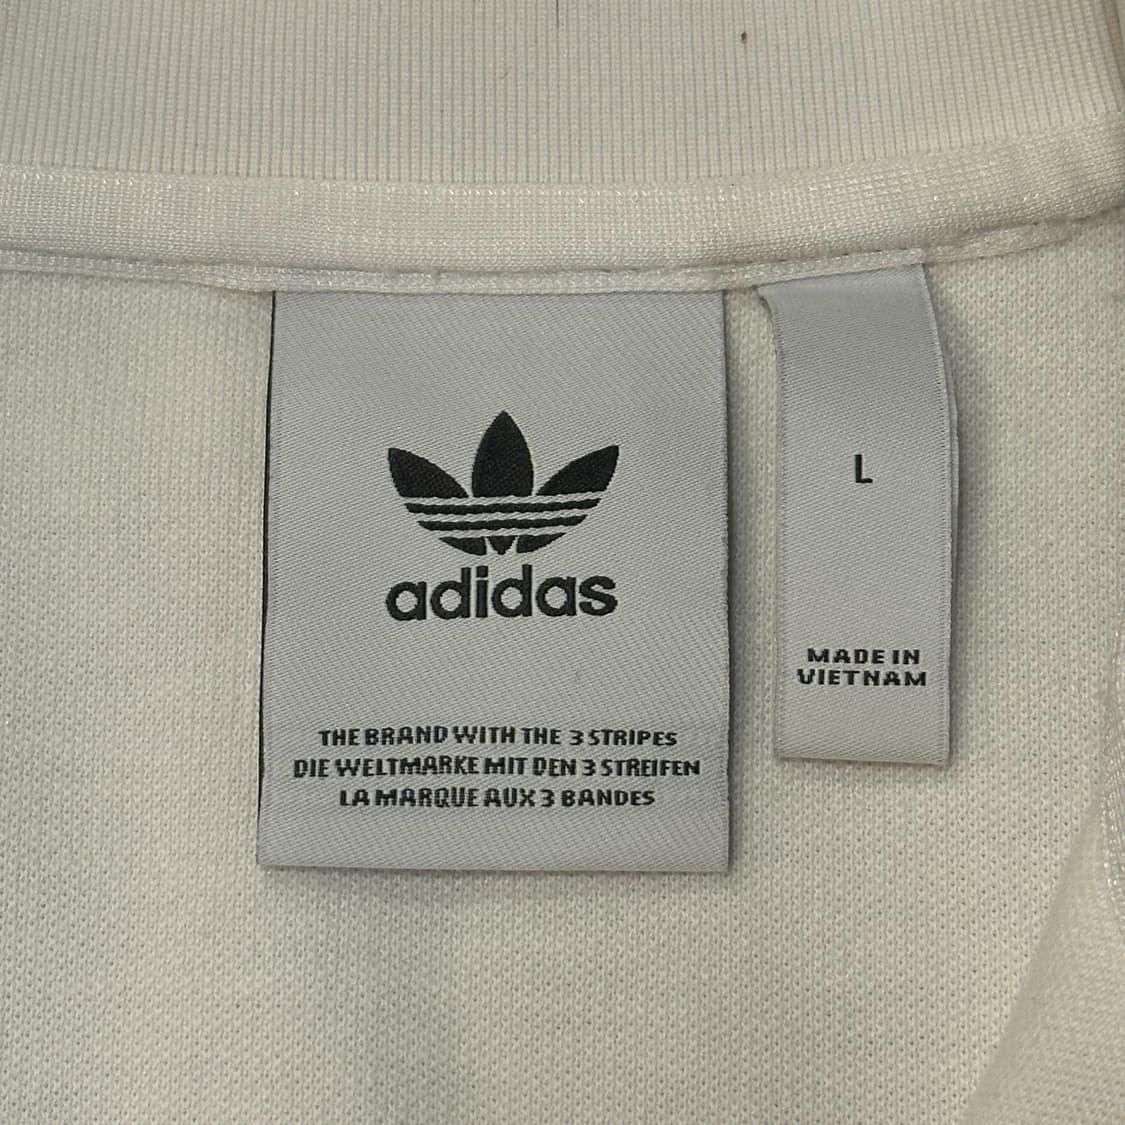 adidas
THE BRAND WITH THE 3 STRIPES
DIE WELTMARKE MIT DEN 3 STREIFEN
LA MARQUE AUX 3 BANDES
L
MADE IN
VIETNAM